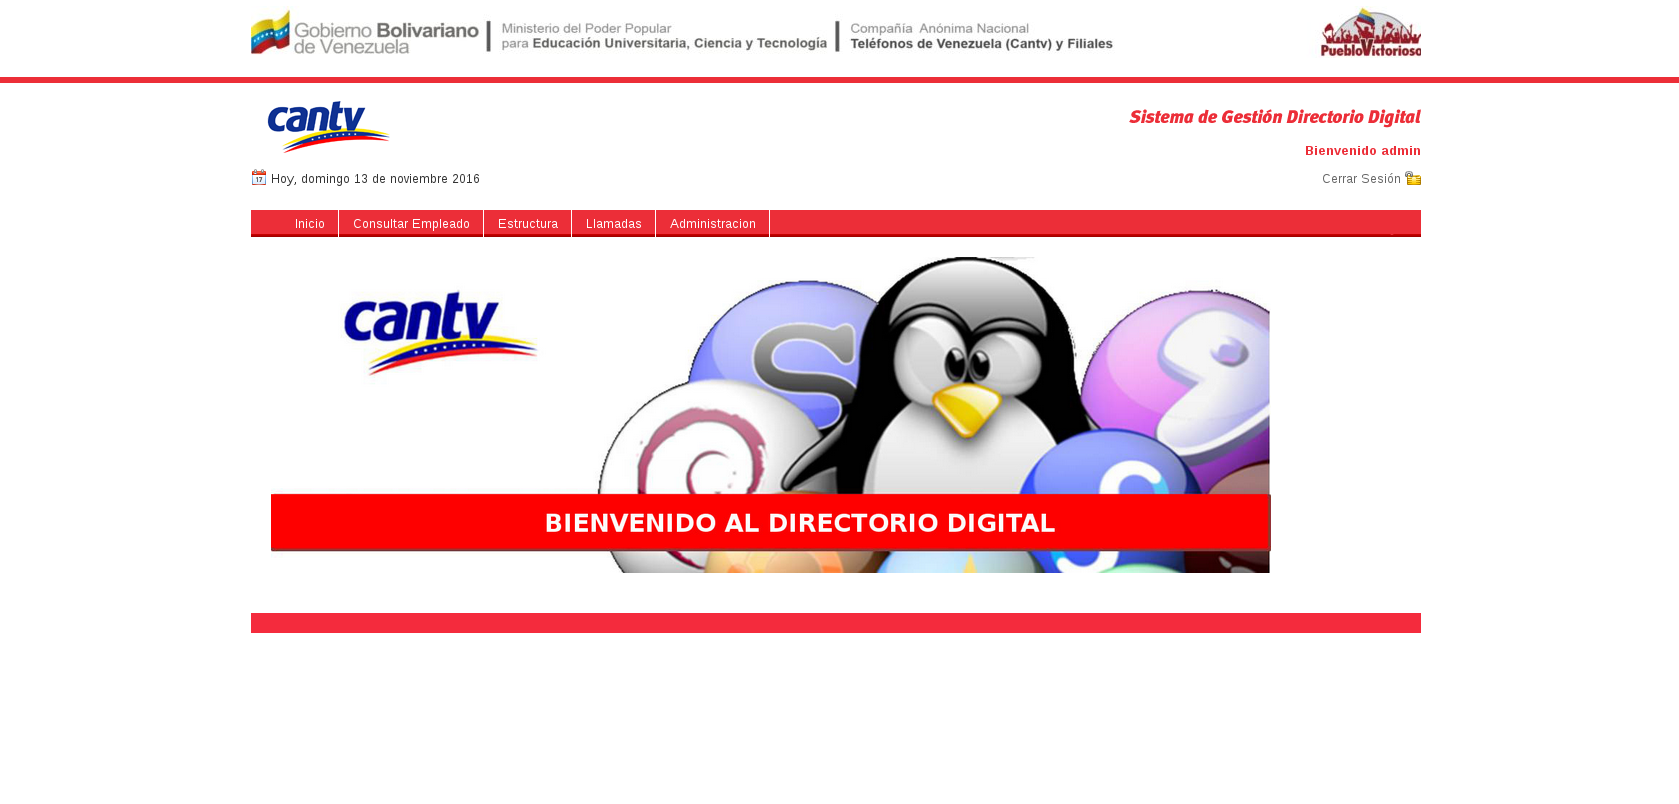 Gobierno Bolivariano
de Venezuela
Ministerio del Poder Popular
para Educación Universitaria, Ciencia y Tecnología
Compañía Anónima Nacional
Teléfonos de Venezuela (Cantv) y Filiales
PuebloVictorioso
cantv
Sistema de Gestión Directorio Digital
Bienvenido admin
17
Hoy, domingo 13 de noviembre 2016
Cerrar Sesión
Inicio
Consultar Empleado
Estructura
Llamadas
Administracion
cantv
S
BIENVENIDO AL DIRECTORIO DIGITAL